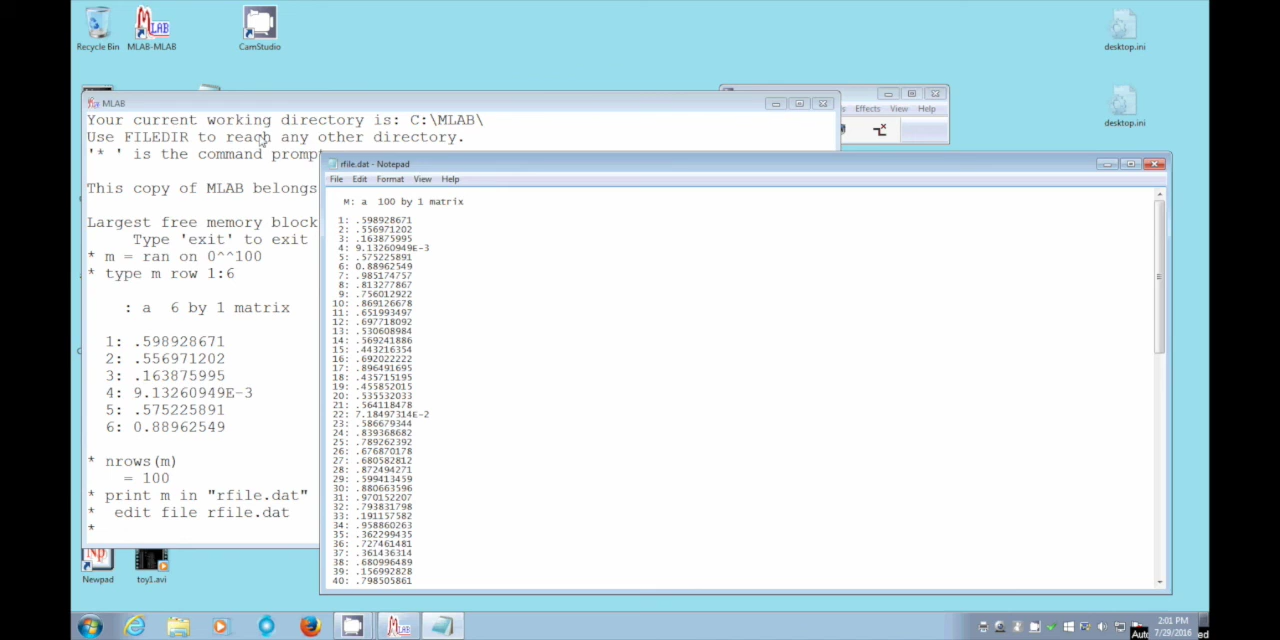 Recycle Bin
MLAB-MLAB
CamStudio
desktop.ini
desktop.ini
Effects View Help
MLAB
Your current working directory is: C:\MLAB\
Use FILEDIR to reach any other directory.
'* ' is the command prompt
This copy of MLAB belongs
Largest free memory block
Type 'exit' to exit
* m = ran on 0^^100
* type m row 1:6
: a 6 by 1 matrix
1: .598928671
2: .556971202
3: .163875995
4: 9.13260949E-3
5: .575225891
6: 0.88962549
* nrows(m)
= 100
* print m in "rfile.dat"
* edit file rfile.dat
*
rfile.dat - Notepad
File Edit Format View Help
M: a 100 by 1 matrix
1: .598928671
2: .556971202
3: .163875995
4: 9.13260949E-3
5: .575225891
6: 0.88962549
7: .985174757
8: .813277867
9: .756012922
10: .869126678
11: .651993497
12: .697718092
13: .530608984
14: .569241886
15: .443216354
16: .692022222
17: .896491695
18: .435715195
19: .455852015
20: .535532033
21: .564118478
22: 7.18497314E-2
23: .586679344
24: .839368682
25: .789262392
26: .676870178
27: .680582812
28: .872494271
29: .599413459
30: .880663596
31: .970152207
32: .793831798
33: .191157582
34: .958860263
35: .362299435
36: .727461481
37: .361436314
38: .680996489
39: .156992828
40: .798505861
Newpad
toy1.avi
2:01 PM
7/29/2016